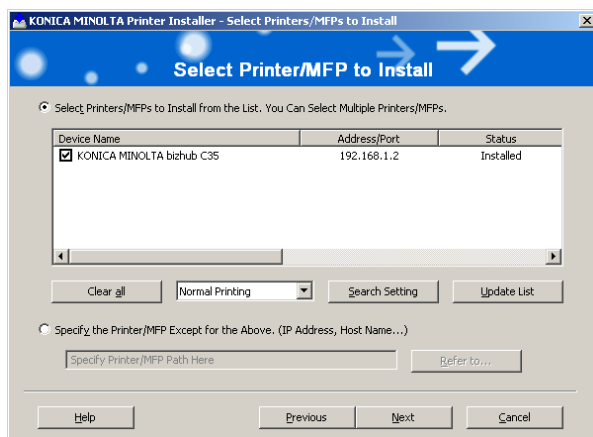 KONICA MINOLTA Printer Installer - Select Printers/MFPs to Install
Select Printer/MFP to Install
Select Printers/MFPs to Install from the List. You Can Select Multiple Printers/MFPs.
Device Name Address/Port Status
KONICA MINOLTA bizhub C35 192.168.1.2 Installed
Clear all Normal Printing Search Setting Update List
Specify the Printer/MFP Except for the Above. (IP Address, Host Name...)
Specify Printer/MFP Path Here Refer to...
Help Previous Next Cancel